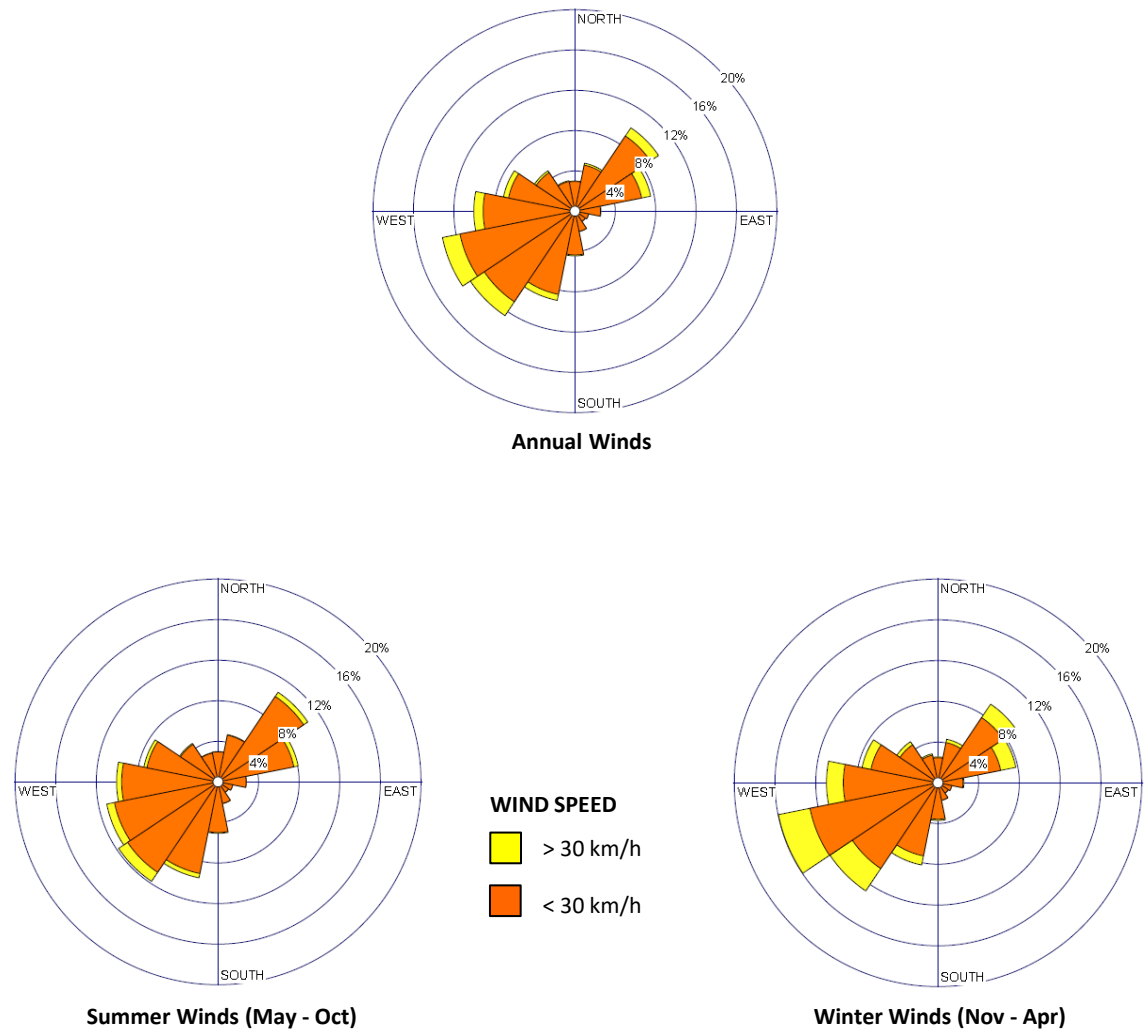 NORTH
20%
16%
12%
8%
4%
WEST
EAST
SOUTH
Annual Winds
NORTH
20%
16%
12%
8%
4%
WEST
EAST
SOUTH
Summer Winds (May - Oct)
WIND SPEED
> 30 km/h
< 30 km/h
NORTH
20%
16%
12%
8%
4%
WEST
EAST
SOUTH
Winter Winds (Nov - Apr)